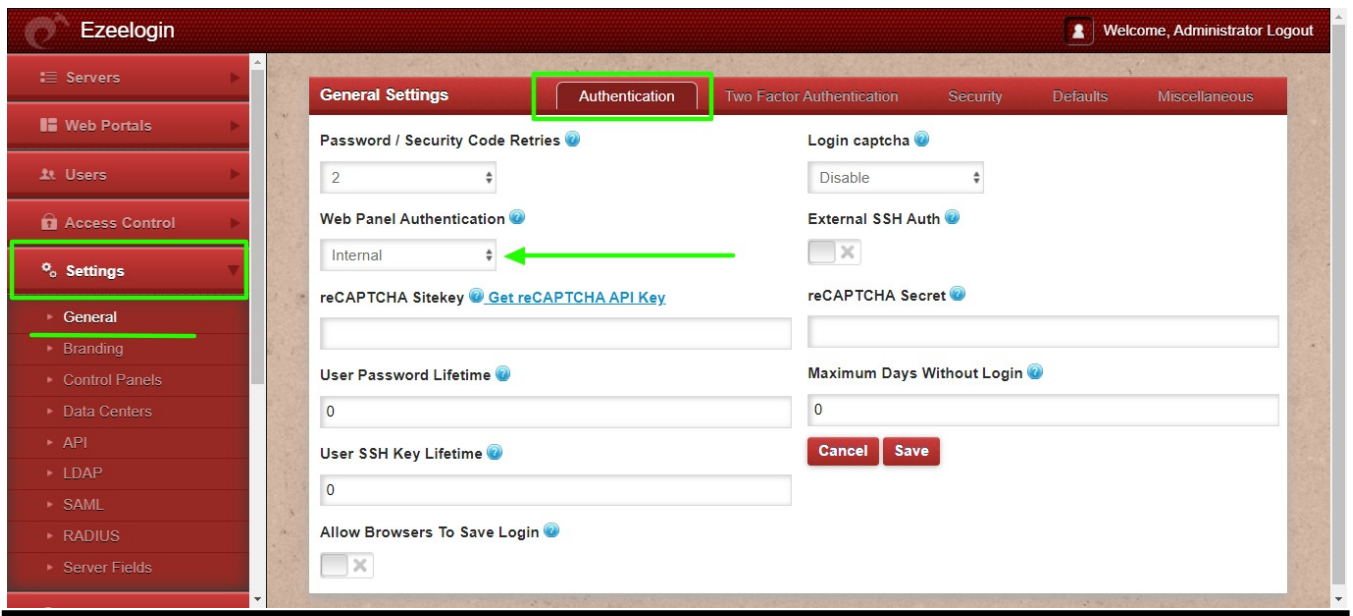 Ezeelogin
Welcome, Administrator Logout
Servers
Web Portals
Users
Access Control
Settings
General
Branding
Control Panels
Data Centers
API
LDAP
SAML
RADIUS
Server Fields
General Settings
Authentication
Two Factor Authentication
Security
Defaults
Miscellaneous
Password / Security Code Retries
2
Login captcha
Disable
Web Panel Authentication
Internal
External SSH Auth
reCAPTCHA Sitekey Get reCAPTCHA API Key
reCAPTCHA Secret
User Password Lifetime
0
Maximum Days Without Login
0
User SSH Key Lifetime
0
Cancel
Save
Allow Browsers To Save Login